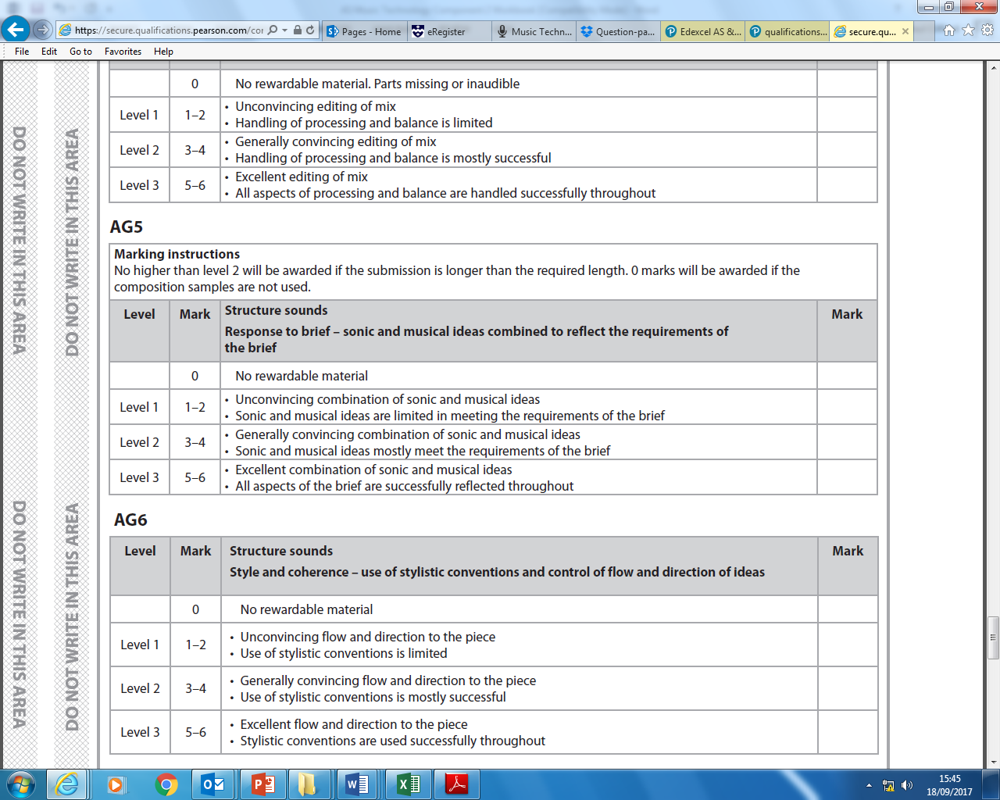 https://secure.qualifications.pearson.com/cor
Pages - Home
eRegister
Music Techn...
Question-pa...
Edexcel AS &...
qualifications...
secure.qu...
File Edit Go to Favorites Help
0 No rewardable material. Parts missing or inaudible
Level 1 1–2 • Unconvincing editing of mix
• Handling of processing and balance is limited
Level 2 3–4 • Generally convincing editing of mix
• Handling of processing and balance is mostly successful
Level 3 5–6 • Excellent editing of mix
• All aspects of processing and balance are handled successfully throughout
AG5
Marking instructions
No higher than level 2 will be awarded if the submission is longer than the required length. 0 marks will be awarded if the
composition samples are not used.
Level Mark Structure sounds Mark
Response to brief – sonic and musical ideas combined to reflect the requirements of
the brief
0 No rewardable material
Level 1 1–2 • Unconvincing combination of sonic and musical ideas
• Sonic and musical ideas are limited in meeting the requirements of the brief
Level 2 3–4 • Generally convincing combination of sonic and musical ideas
• Sonic and musical ideas mostly meet the requirements of the brief
Level 3 5–6 • Excellent combination of sonic and musical ideas
• All aspects of the brief are successfully reflected throughout
AG6
Level Mark Structure sounds Mark
Style and coherence – use of stylistic conventions and control of flow and direction of ideas
0 No rewardable material
Level 1 1–2 • Unconvincing flow and direction to the piece
• Use of stylistic conventions is limited
Level 2 3–4 • Generally convincing flow and direction to the piece
• Use of stylistic conventions is mostly successful
Level 3 5–6 • Excellent flow and direction to the piece
• Stylistic conventions are used successfully throughout
DO NOT WRITE IN THIS AREA
DO NOT WRITE IN THIS AREA
DO NOT WRITE IN THIS AREA
DO NOT WRITE IN THIS AREA
15:45
18/09/2017